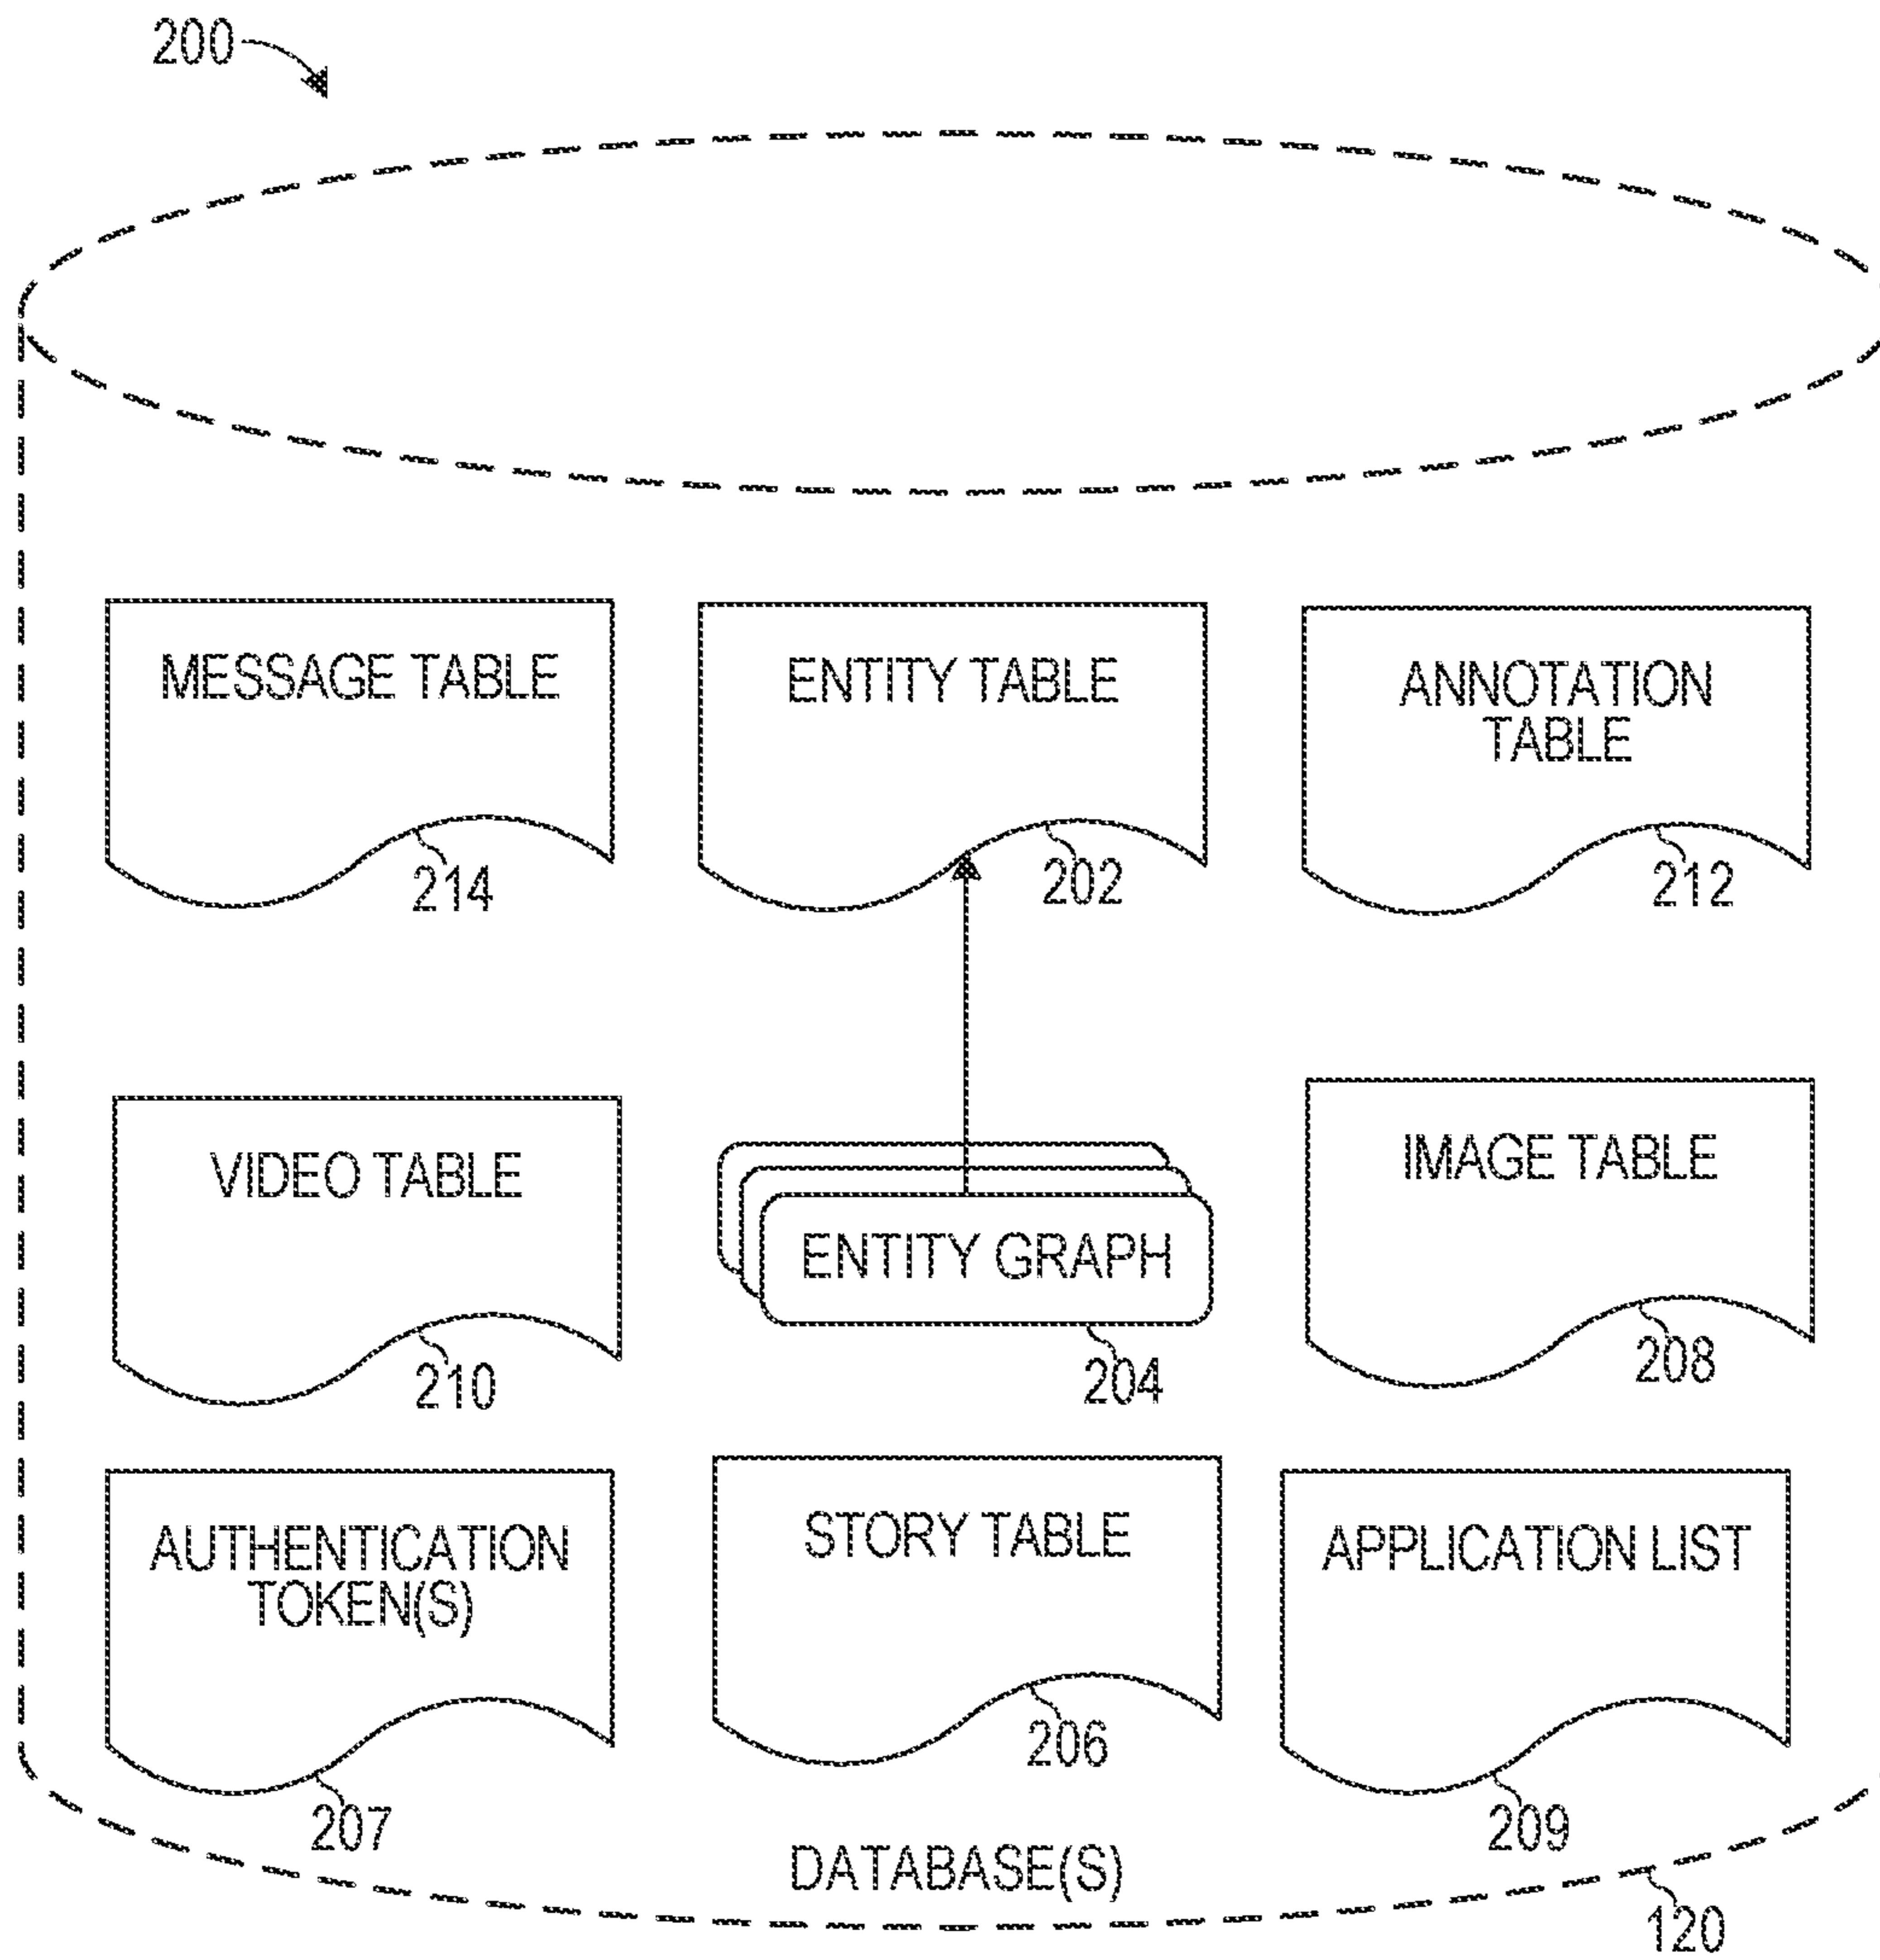 200
MESSAGE TABLE
214
ENTITY TABLE
202
ANNOTATION
TABLE
212
VIDEO TABLE
210
ENTITY GRAPH
204
IMAGE TABLE
208
AUTHENTICATION
TOKEN(S)
207
STORY TABLE
206
APPLICATION LIST
209
DATABASE(S)
120